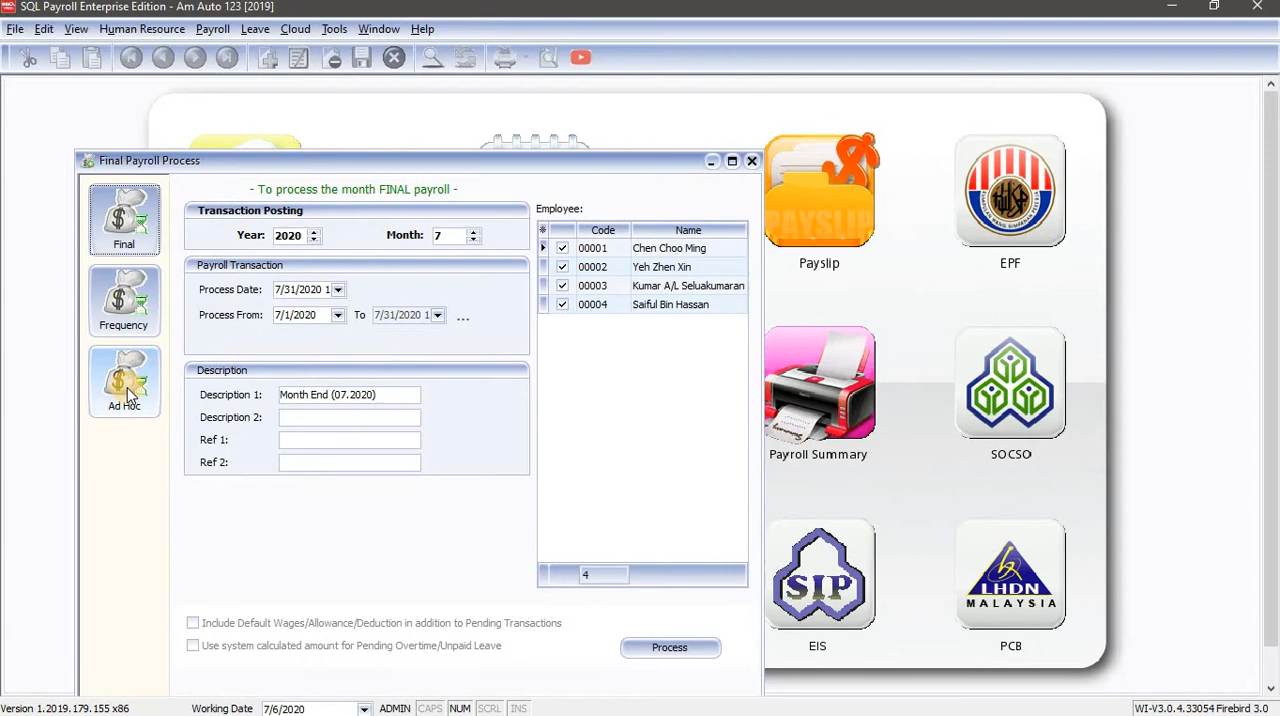 SQL Payroll Enterprise Edition - Am Auto 123 [2019]
File Edit View Human Resource Payroll Leave Cloud Tools Window Help
Final Payroll Process
- To process the month FINAL payroll -
Transaction Posting
Year: 2020 Month: 7
Payroll Transaction
Process Date: 7/31/2020 1
Process From: 7/1/2020 To 7/31/2020 1 ...
Description
Description 1: Month End (07.2020)
Description 2:
Ref 1:
Ref 2:
Final
Frequency
Ad Hoc
Employee:
Code Name
00001 Chen Choo Ming
00002 Yeh Zhen Xin
00003 Kumar A/L Seluakumaran
00004 Saiful Bin Hassan
4
Include Default Wages/Allowance/Deduction in addition to Pending Transactions
Use system calculated amount for Pending Overtime/Unpaid Leave
Process
PAYSLIP
Payslip
EPF
Payroll Summary
SOCSO
SIP
EIS
LHDN
MALAYSIA
PCB
Version 1.2019.179.155 x86 Working Date 7/6/2020 ADMIN CAPS NUM SCRL INS WI-V3.0.4.33054 Firebird 3.0